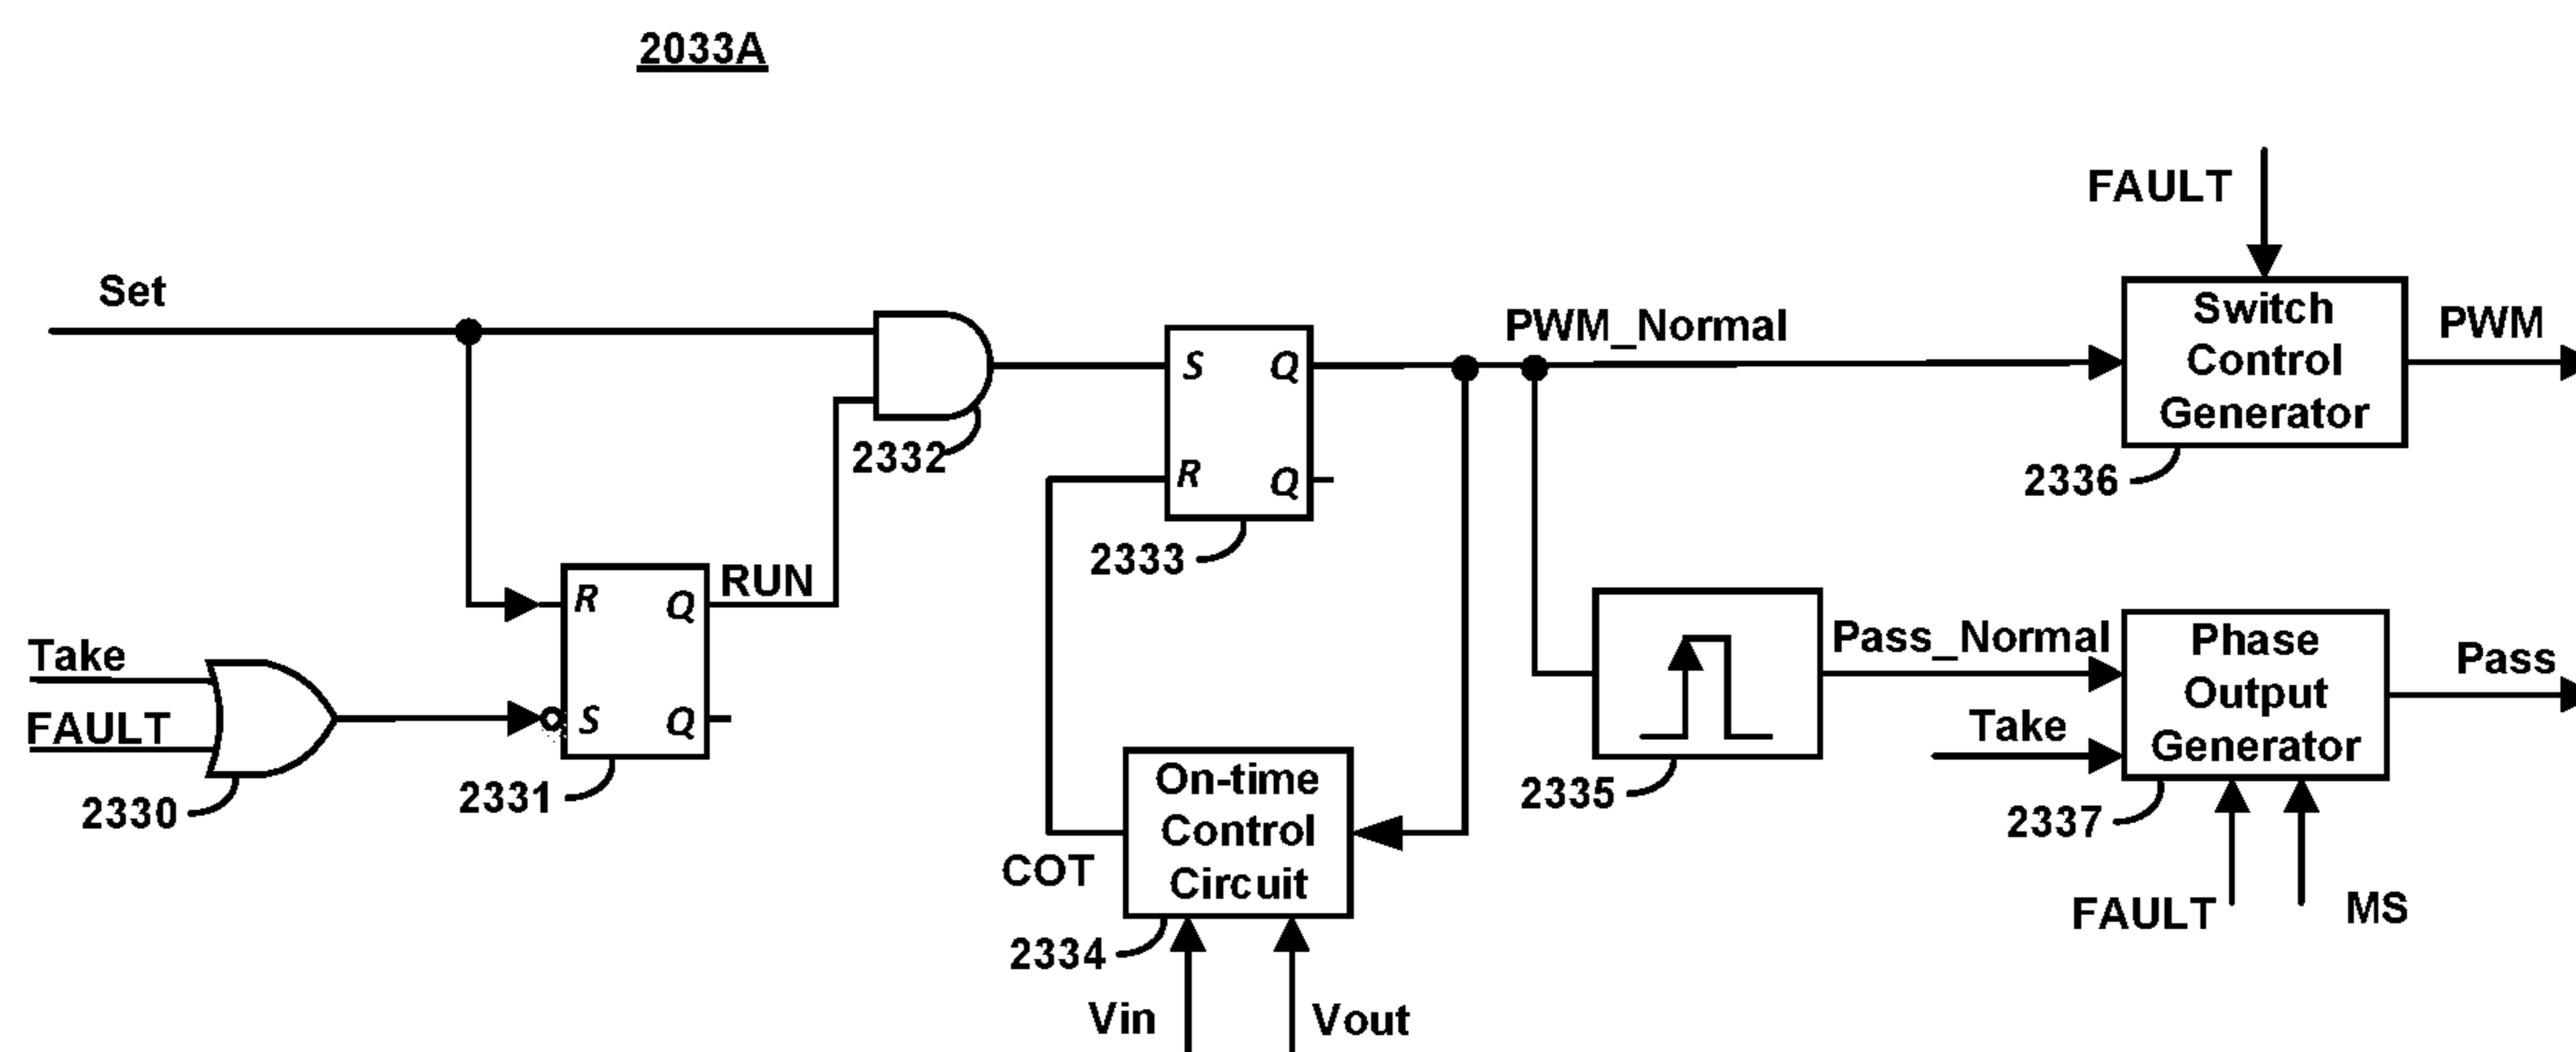 2033A
FAULT
Set
PWM_Normal
Switch
Control
Generator
PWM
2332
S
Q
R
Q
2336
2333
RUN
R
Q
S
Q
Take
FAULT
2330
2331
On-time
Control
Circuit
COT
2334
Vin
Vout
2335
Pass_Normal
Take
Phase
Output
Generator
Pass
2337
FAULT
MS